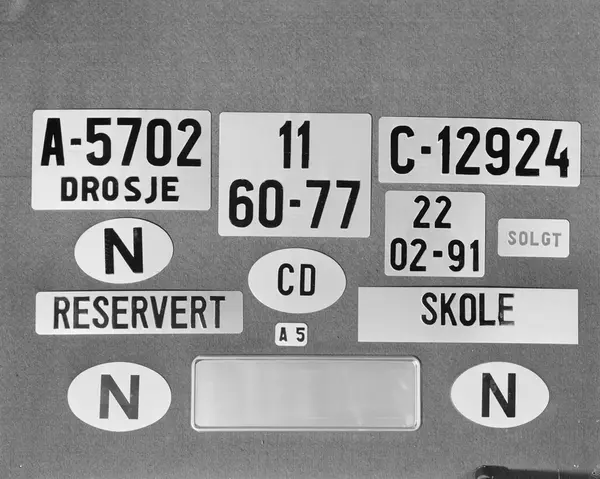 A-5702
DROSJE
11
60-77
C-12924
22
02-91
SOLGT
N
CD
RESERVERT
SKOLE
A 5
N
N